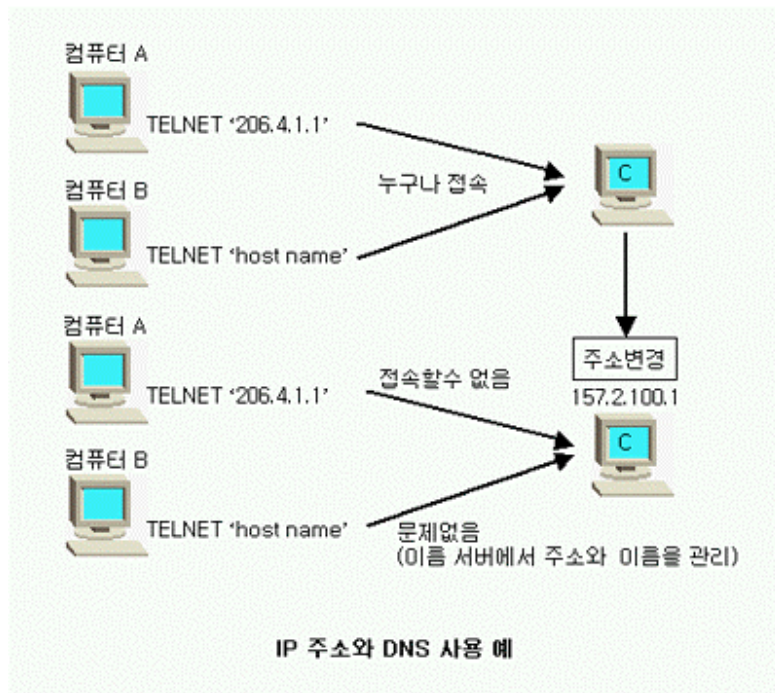 컴퓨터 A
TELNET ‘206.4.1.1’
누구나 접속
C
컴퓨터 B
TELNET ‘host name’
컴퓨터 A
TELNET ‘206.4.1.1’
접속할수 없음
주소변경
157.2.100.1
C
컴퓨터 B
TELNET ‘host name’
문제없음
(이름 서버에서 주소와 이름을 관리)
IP 주소와 DNS 사용 예